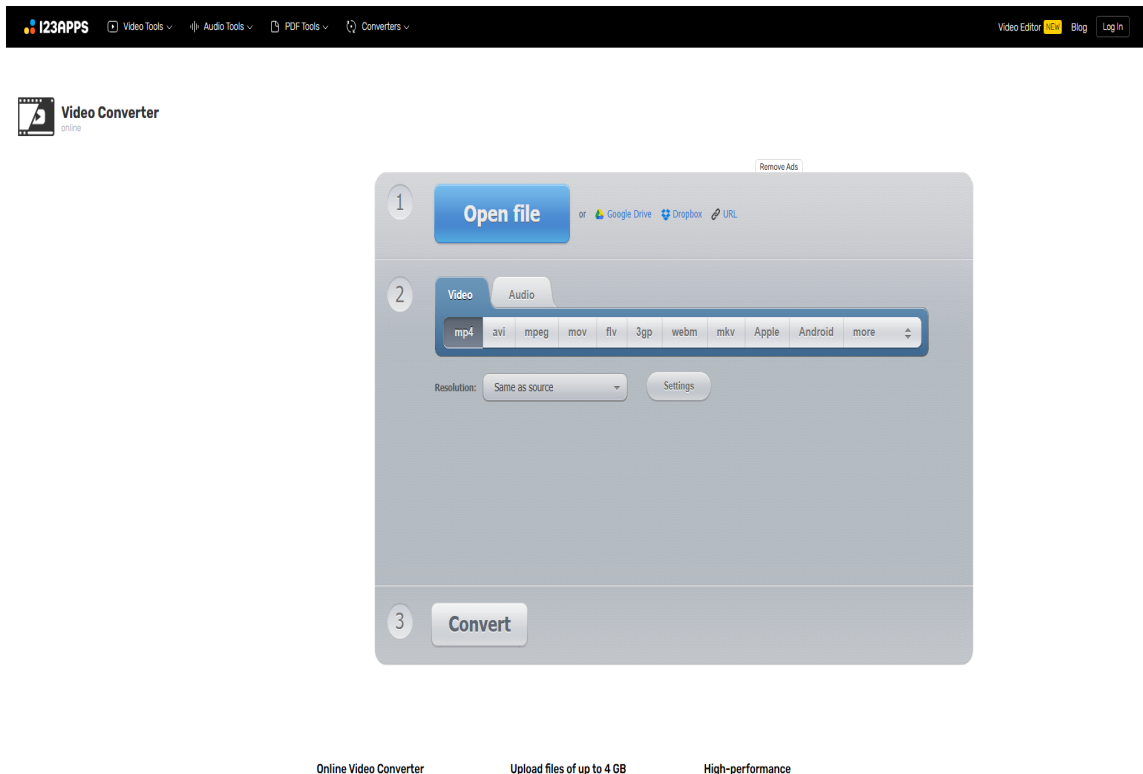 123APPS Video Tools Audio Tools PDF Tools Converters Video Editor NEW Blog Log In
Video Converter
online
Remove Ads
1 Open file or Google Drive Dropbox URL
2 Video Audio
mp4 avi mpeg mov flv 3gp webm mkv Apple Android more
Resolution: Same as source Settings
3 Convert
Online Video Converter Upload files of up to 4 GB High-performance